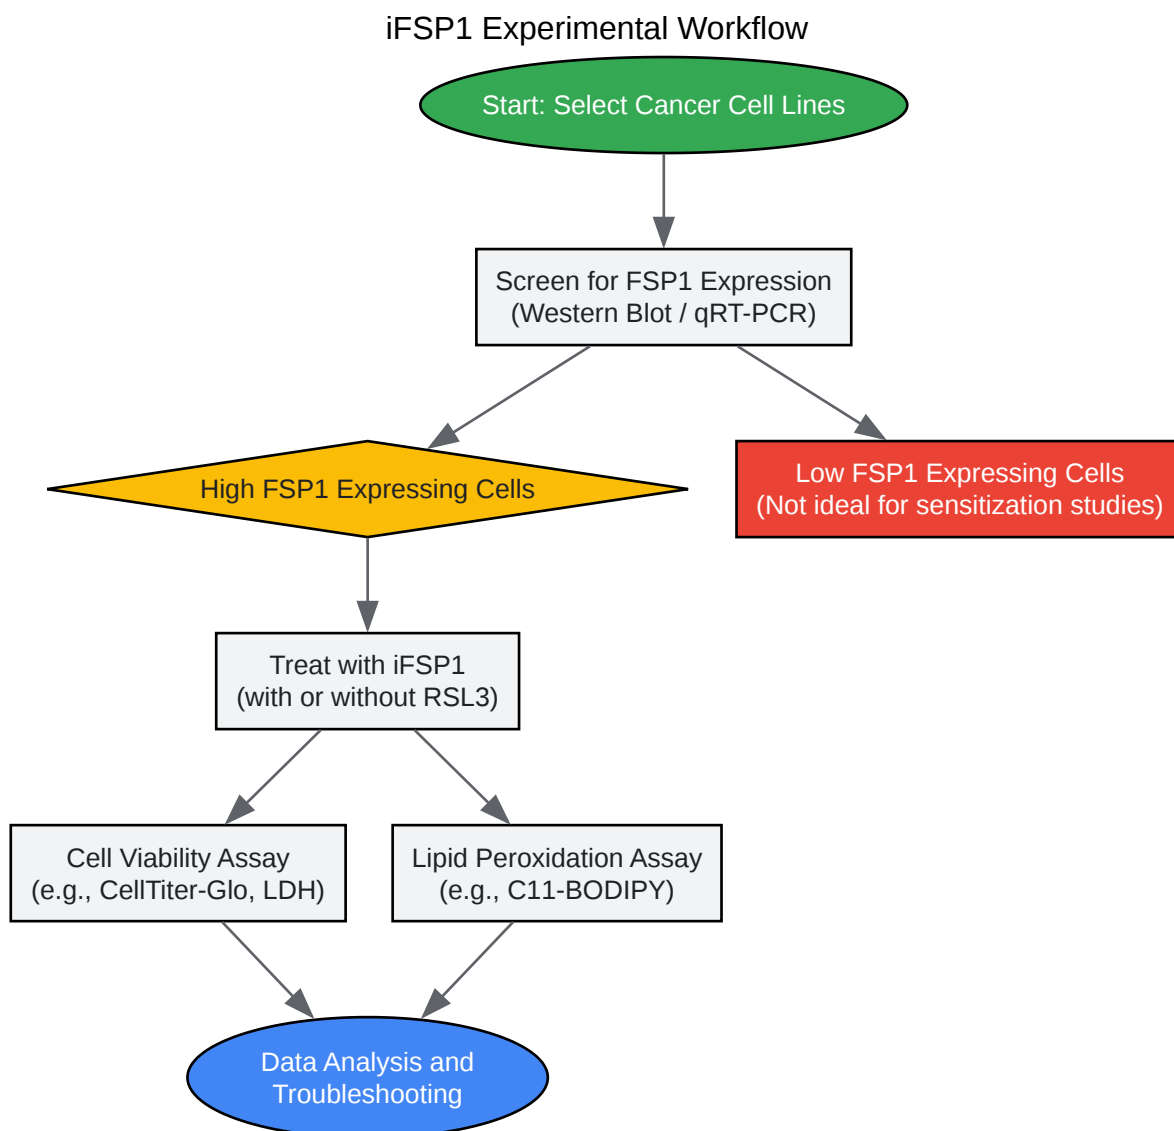 iFSP1 Experimental Workflow
Start: Select Cancer Cell Lines
Screen for FSP1 Expression
(Western Blot / qRT-PCR)
High FSP1 Expressing Cells
Low FSP1 Expressing Cells
(Not ideal for sensitization studies)
Treat with iFSP1
(with or without RSL3)
Cell Viability Assay
(e.g., CellTiter-Glo, LDH)
Lipid Peroxidation Assay
(e.g., C11-BODIPY)
Data Analysis and
Troubleshooting